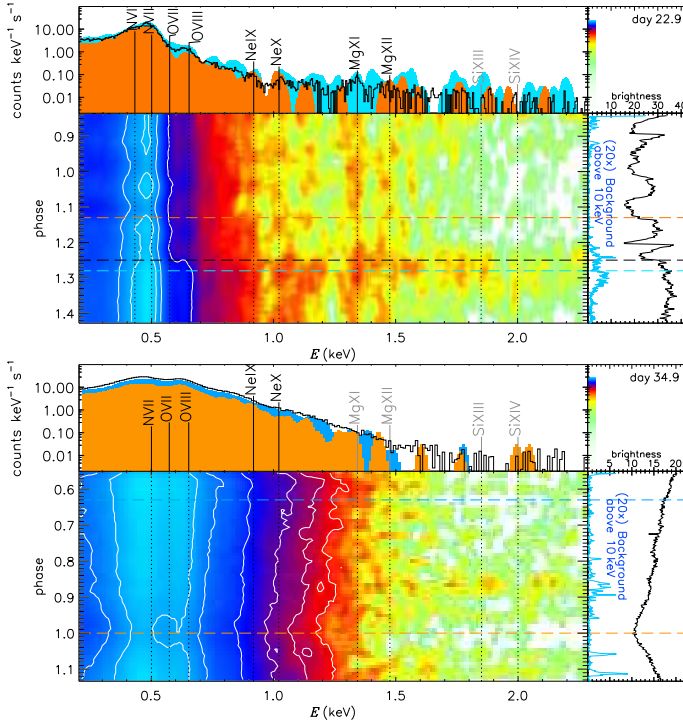 NVI
NVII
OVII
OVIII
NeIX
NeX
MgXI
MgXII
SiXIII
SiXIV
day 22.9
counts keV⁻¹ s⁻¹
10.00
1.00
0.10
0.01
brightness
10 20 30 40
phase
0.9
1.0
1.1
1.2
1.3
1.4
(20x) Background
above 10 keV
0.5 1.0 1.5 2.0
E (keV)
NVII
OVII
OVIII
NeIX
NeX
MgXI
MgXII
SiXIII
SiXIV
day 34.9
counts keV⁻¹ s⁻¹
10.00
1.00
0.10
0.01
brightness
5 10 15 20
phase
0.6
0.7
0.8
0.9
1.0
1.1
(20x) Background
above 10 keV
0.5 1.0 1.5 2.0
E (keV)